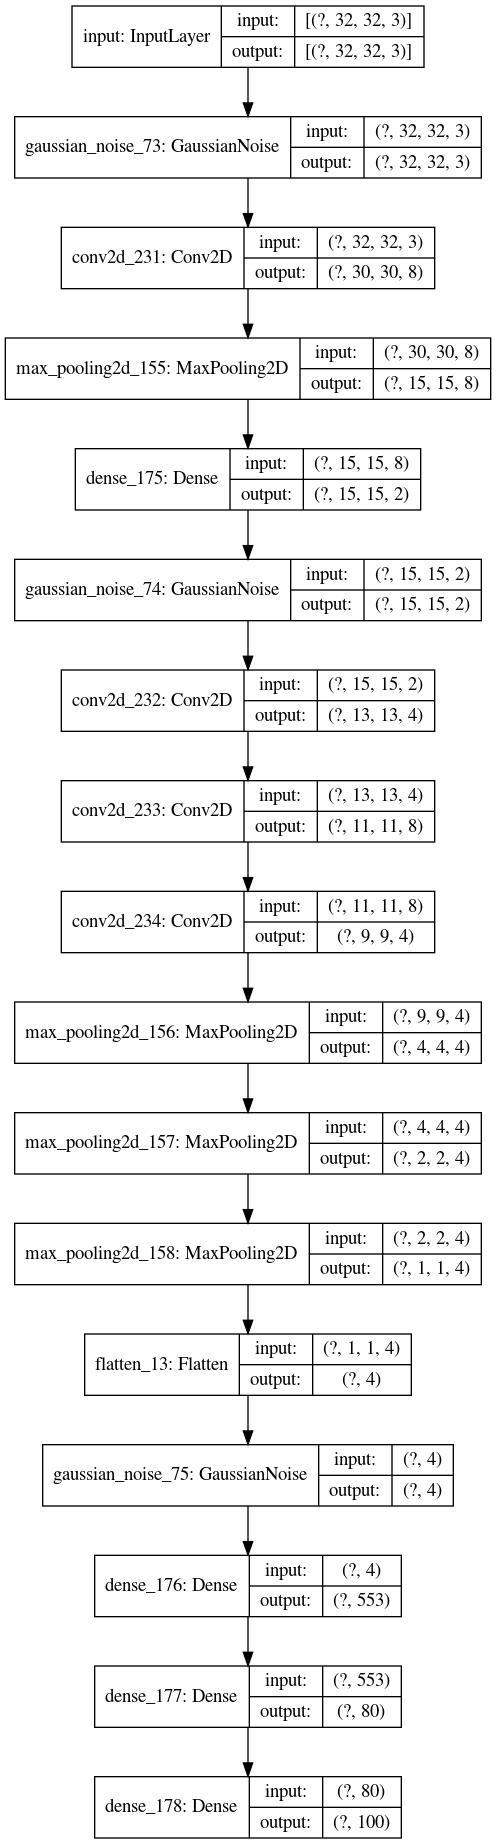 input: InputLayer
input: [(?, 32, 32, 3)]
output: [(?, 32, 32, 3)]
gaussian_noise_73: GaussianNoise
input: (?, 32, 32, 3)
output: (?, 32, 32, 3)
conv2d_231: Conv2D
input: (?, 32, 32, 3)
output: (?, 30, 30, 8)
max_pooling2d_155: MaxPooling2D
input: (?, 30, 30, 8)
output: (?, 15, 15, 8)
dense_175: Dense
input: (?, 15, 15, 8)
output: (?, 15, 15, 2)
gaussian_noise_74: GaussianNoise
input: (?, 15, 15, 2)
output: (?, 15, 15, 2)
conv2d_232: Conv2D
input: (?, 15, 15, 2)
output: (?, 13, 13, 4)
conv2d_233: Conv2D
input: (?, 13, 13, 4)
output: (?, 11, 11, 8)
conv2d_234: Conv2D
input: (?, 11, 11, 8)
output: (?, 9, 9, 4)
max_pooling2d_156: MaxPooling2D
input: (?, 9, 9, 4)
output: (?, 4, 4, 4)
max_pooling2d_157: MaxPooling2D
input: (?, 4, 4, 4)
output: (?, 2, 2, 4)
max_pooling2d_158: MaxPooling2D
input: (?, 2, 2, 4)
output: (?, 1, 1, 4)
flatten_13: Flatten
input: (?, 1, 1, 4)
output: (?, 4)
gaussian_noise_75: GaussianNoise
input: (?, 4)
output: (?, 4)
dense_176: Dense
input: (?, 4)
output: (?, 553)
dense_177: Dense
input: (?, 553)
output: (?, 80)
dense_178: Dense
input: (?, 80)
output: (?, 100)